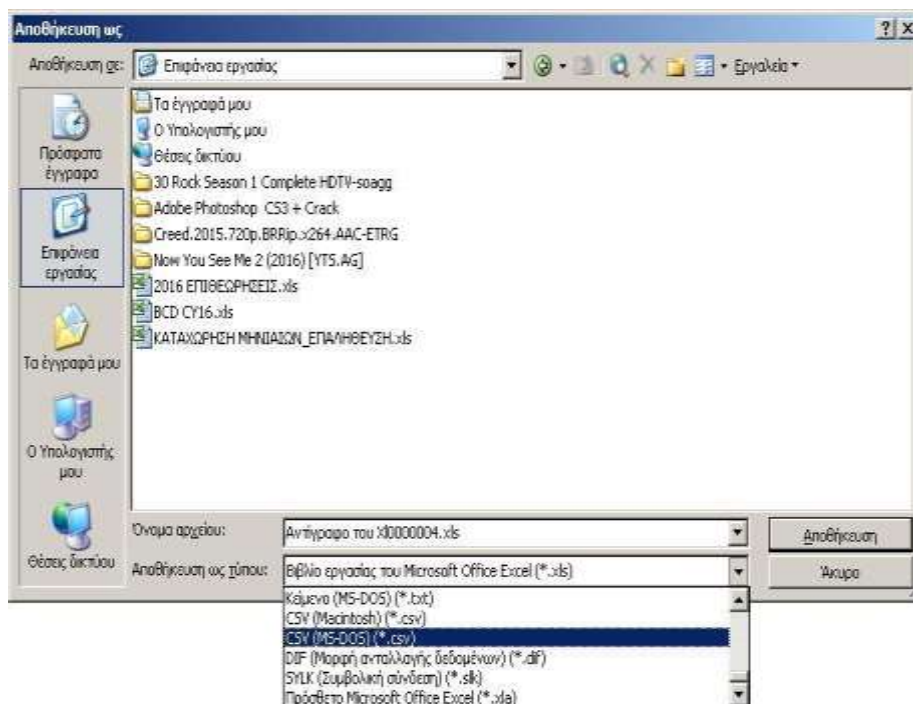 Αποθήκευση ως
Αποθήκευση σε:
Επιφάνεια εργασίας
Εργαλεία
Πρόσφατα
έγγραφα
Επιφάνεια
εργασίας
Τα έγγραφά μου
Ο Υπολογιστής
μου
Θέσεις δικτύου
Τα έγγραφά μου
Ο Υπολογιστής μου
Θέσεις δικτύου
30 Rock Season 1 Complete HDTV-soagg
Adobe Photoshop CS3 + Crack
Creed.2015.720p.BRRip.x264.AAC-ETRG
Now You See Me 2 (2016) [YTS.AG]
2016 ΕΠΙΘΕΩΡΗΣΕΙΣ.xls
BCD CY16.xls
ΚΑΤΑΧΩΡΗΣΗ ΜΗΝΙΑΙΩΝ_ΕΠΑΛΗΘΕΥΣΗ.xls
Όνομα αρχείου:
Αντίγραφο του Xl0000004.xls
Αποθήκευση
Αποθήκευση ως τύπου:
Βιβλίο εργασίας του Microsoft Office Excel (*.xls)
Άκυρο
Κείμενο (MS-DOS) (*.txt)
CSV (Macintosh) (*.csv)
CSV (MS-DOS) (*.csv)
DIF (Μορφή ανταλλαγής δεδομένων) (*.dif)
SYLK (Συμβολική σύνδεση) (*.slk)
Πρόσθετο Microsoft Office Excel (*.xla)